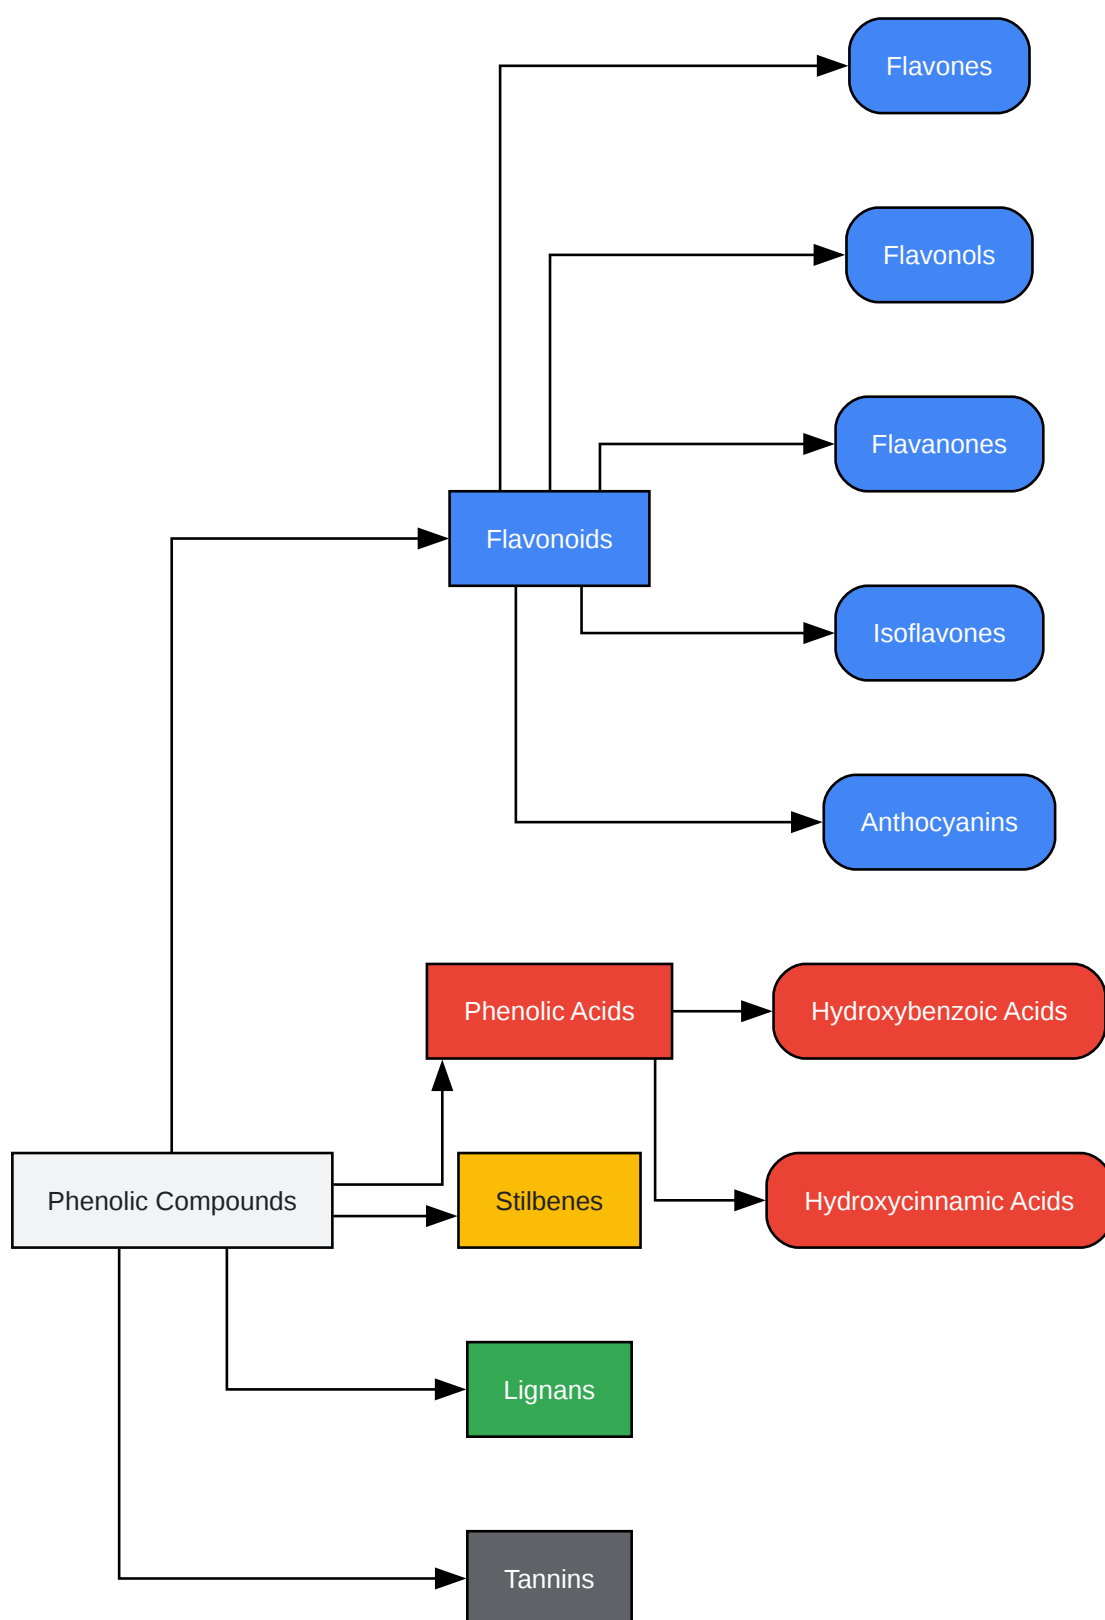 Flavones
Flavonols
Flavanones
Flavonoids
Isoflavones
Anthocyanins
Phenolic Acids
Hydroxybenzoic Acids
Phenolic Compounds
Stilbenes
Hydroxycinnamic Acids
Lignans
Tannins